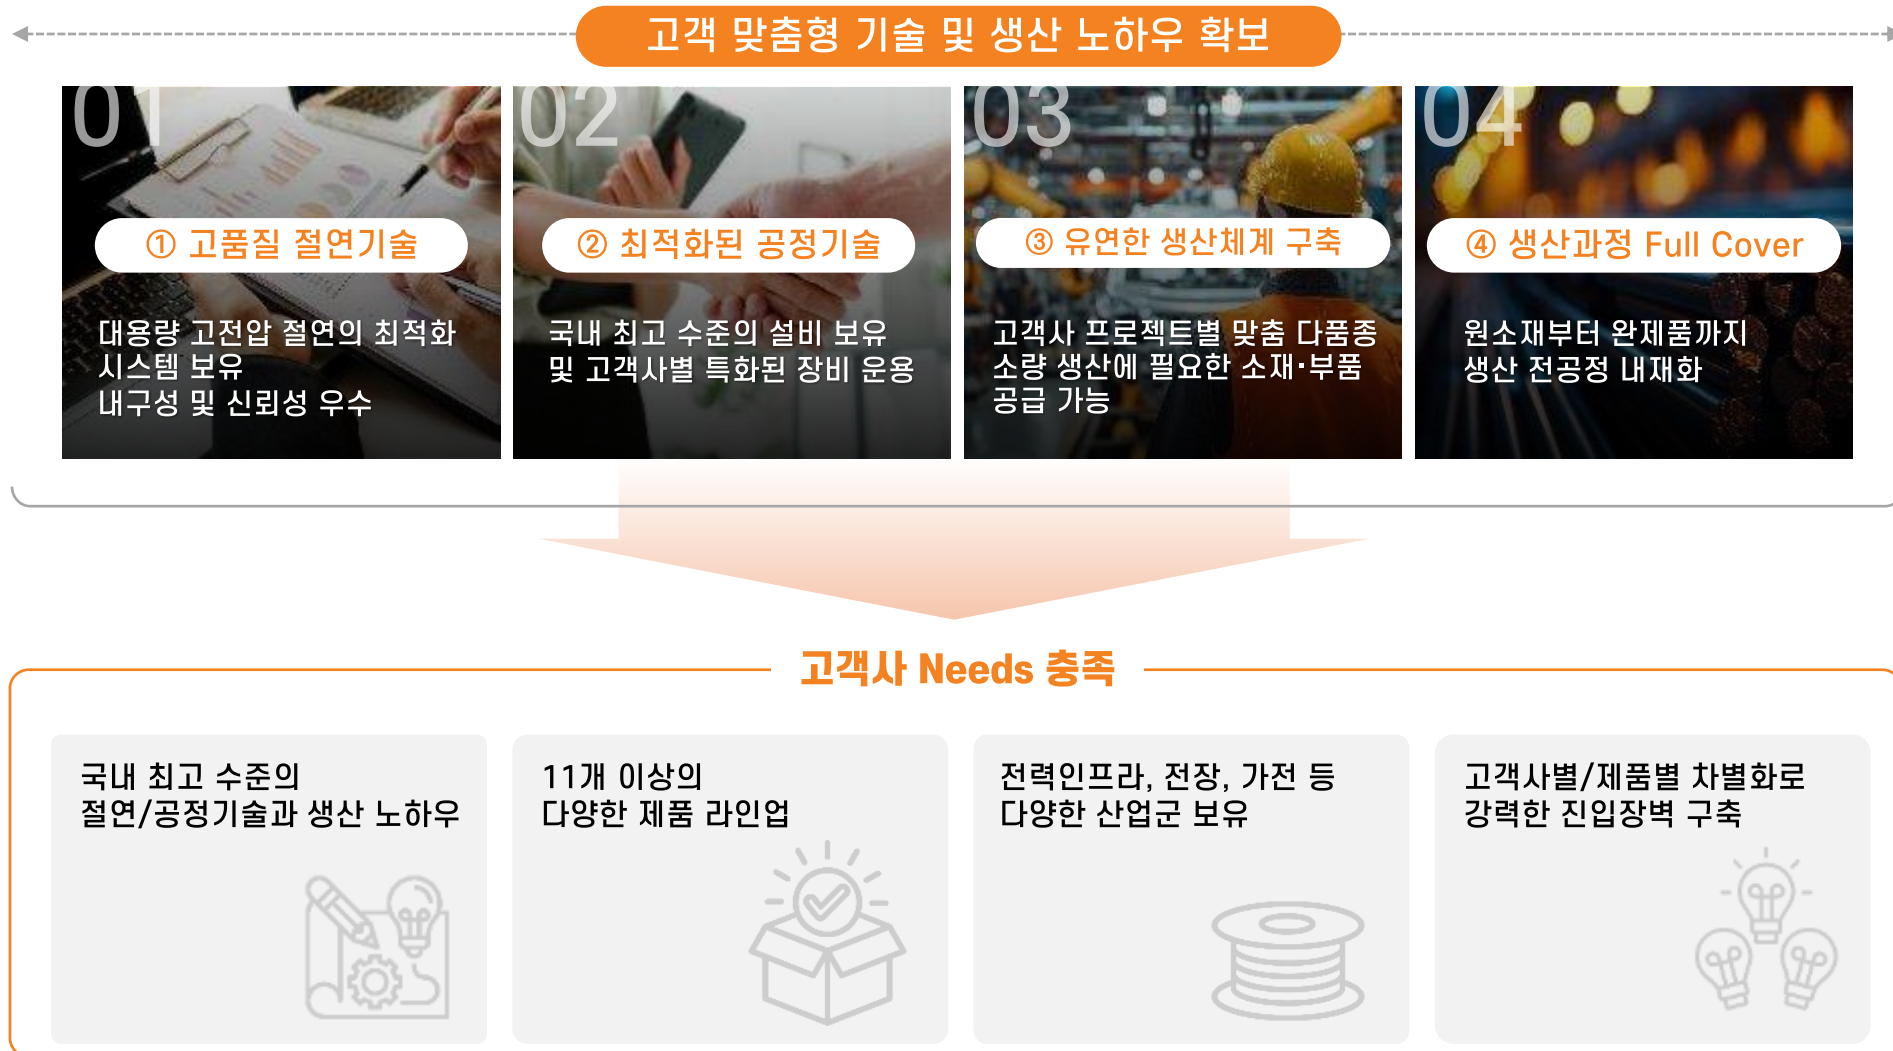 고객 맞춤형 기술 및 생산 노하우 확보
01
① 고품질 절연기술
대용량 고전압 절연의 최적화
시스템 보유
내구성 및 신뢰성 우수
02
② 최적화된 공정기술
국내 최고 수준의 설비 보유
및 고객사별 특화된 장비 운용
03
③ 유연한 생산체계 구축
고객사 프로젝트별 맞춤 다품종
소량 생산에 필요한 소재·부품
공급 가능
04
④ 생산과정 Full Cover
원소재부터 완제품까지
생산 전공정 내재화
고객사 Needs 충족
국내 최고 수준의
절연/공정기술과 생산 노하우
11개 이상의
다양한 제품 라인업
전력인프라, 전장, 가전 등
다양한 산업군 보유
고객사별/제품별 차별화로
강력한 진입장벽 구축